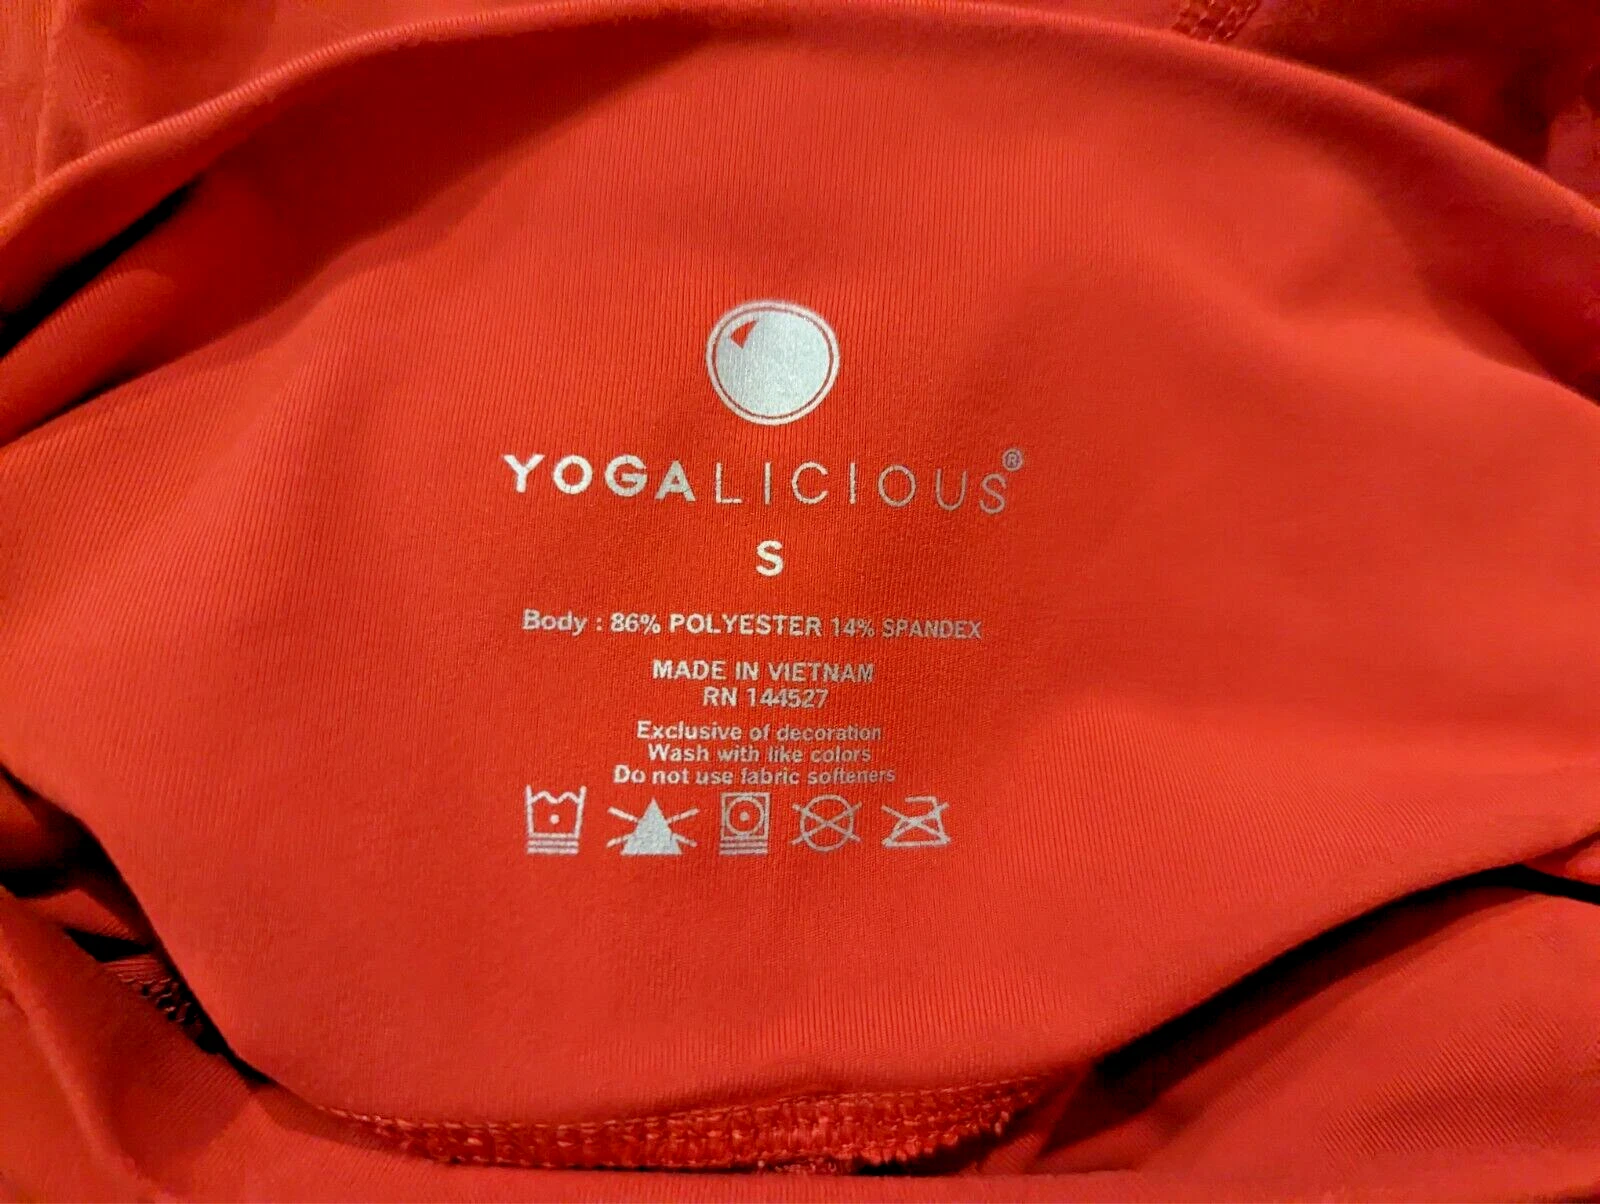 YOGALICIOUS®
S
Body : 86% POLYESTER 14% SPANDEX
MADE IN VIETNAM
RN 144527
Exclusive of decoration
Wash with like colors
Do not use fabric softeners